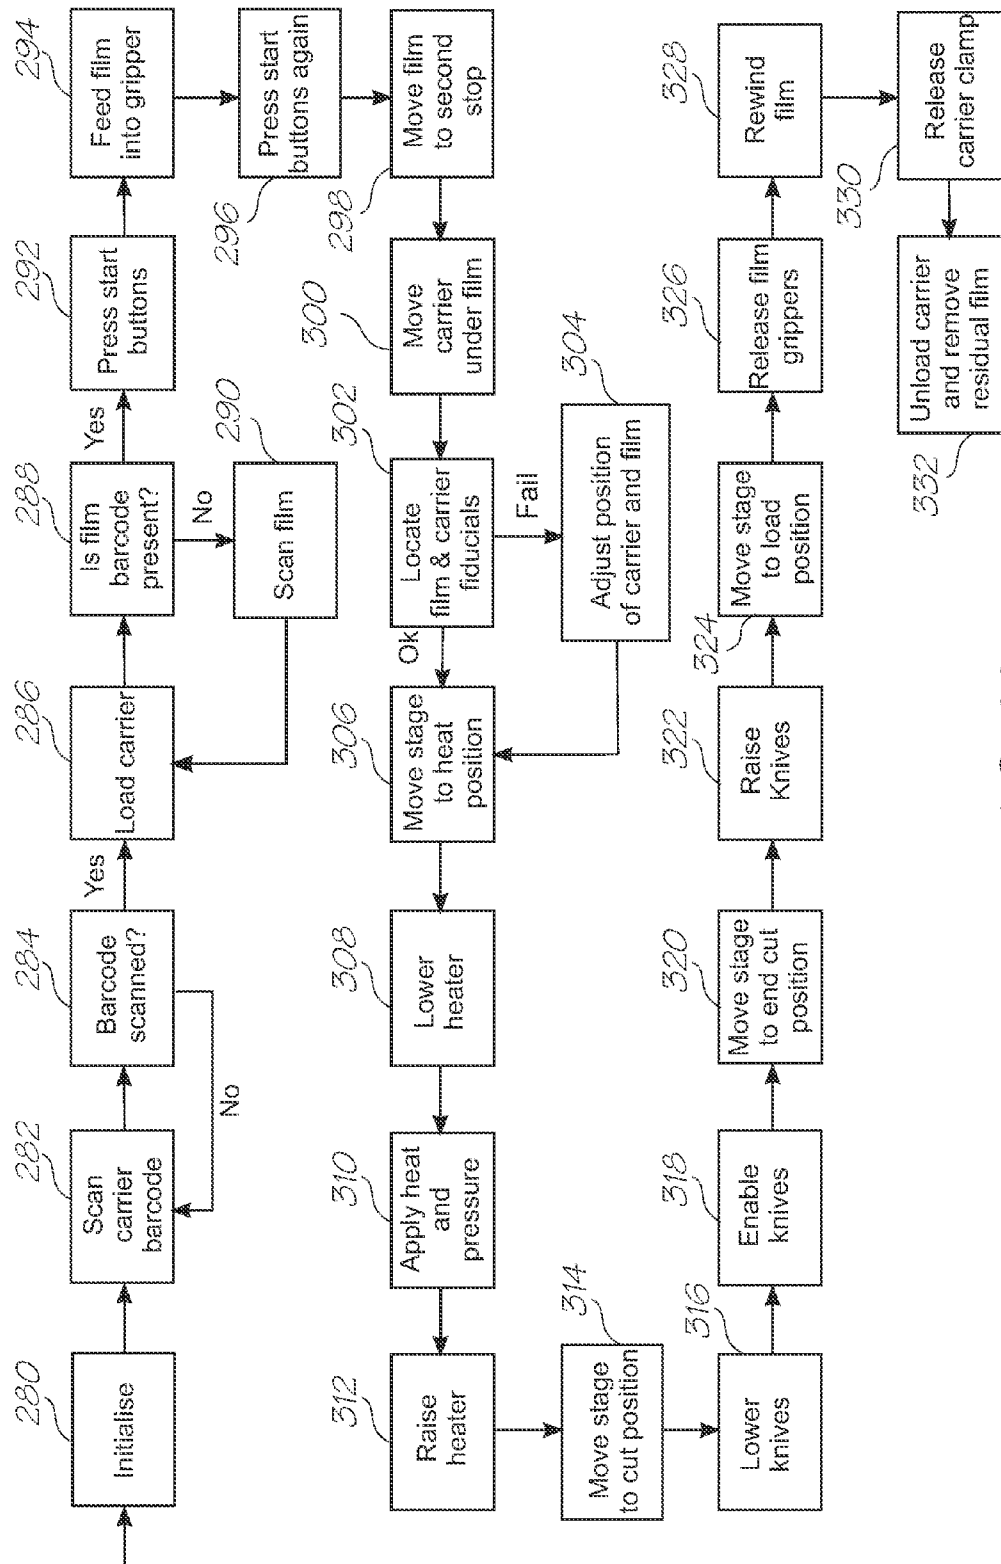 280
Initialise
282
Scan
carrier
barcode
284
Barcode
scanned?
No
Yes
286
Load carrier
288
Is film
barcode
present?
No
290
Scan film
Yes
292
Press start
buttons
294
Feed film
into gripper
296
Press start
buttons again
298
Move film
to second
stop
300
Move
carrier
under film
302
Locate
film & carrier
fiducials
Fail
304
Adjust position
of carrier and film
Ok
306
Move stage
to heat
position
308
Lower
heater
310
Apply heat
and
pressure
312
Raise
heater
314
Move stage
to cut position
316
Lower
knives
318
Enable
knives
320
Move stage
to end cut
position
322
Raise
Knives
324
Move stage
to load
position
326
Release film
grippers
328
Rewind
film
330
Release
carrier clamp
332
Unload carrier
and remove
residual film